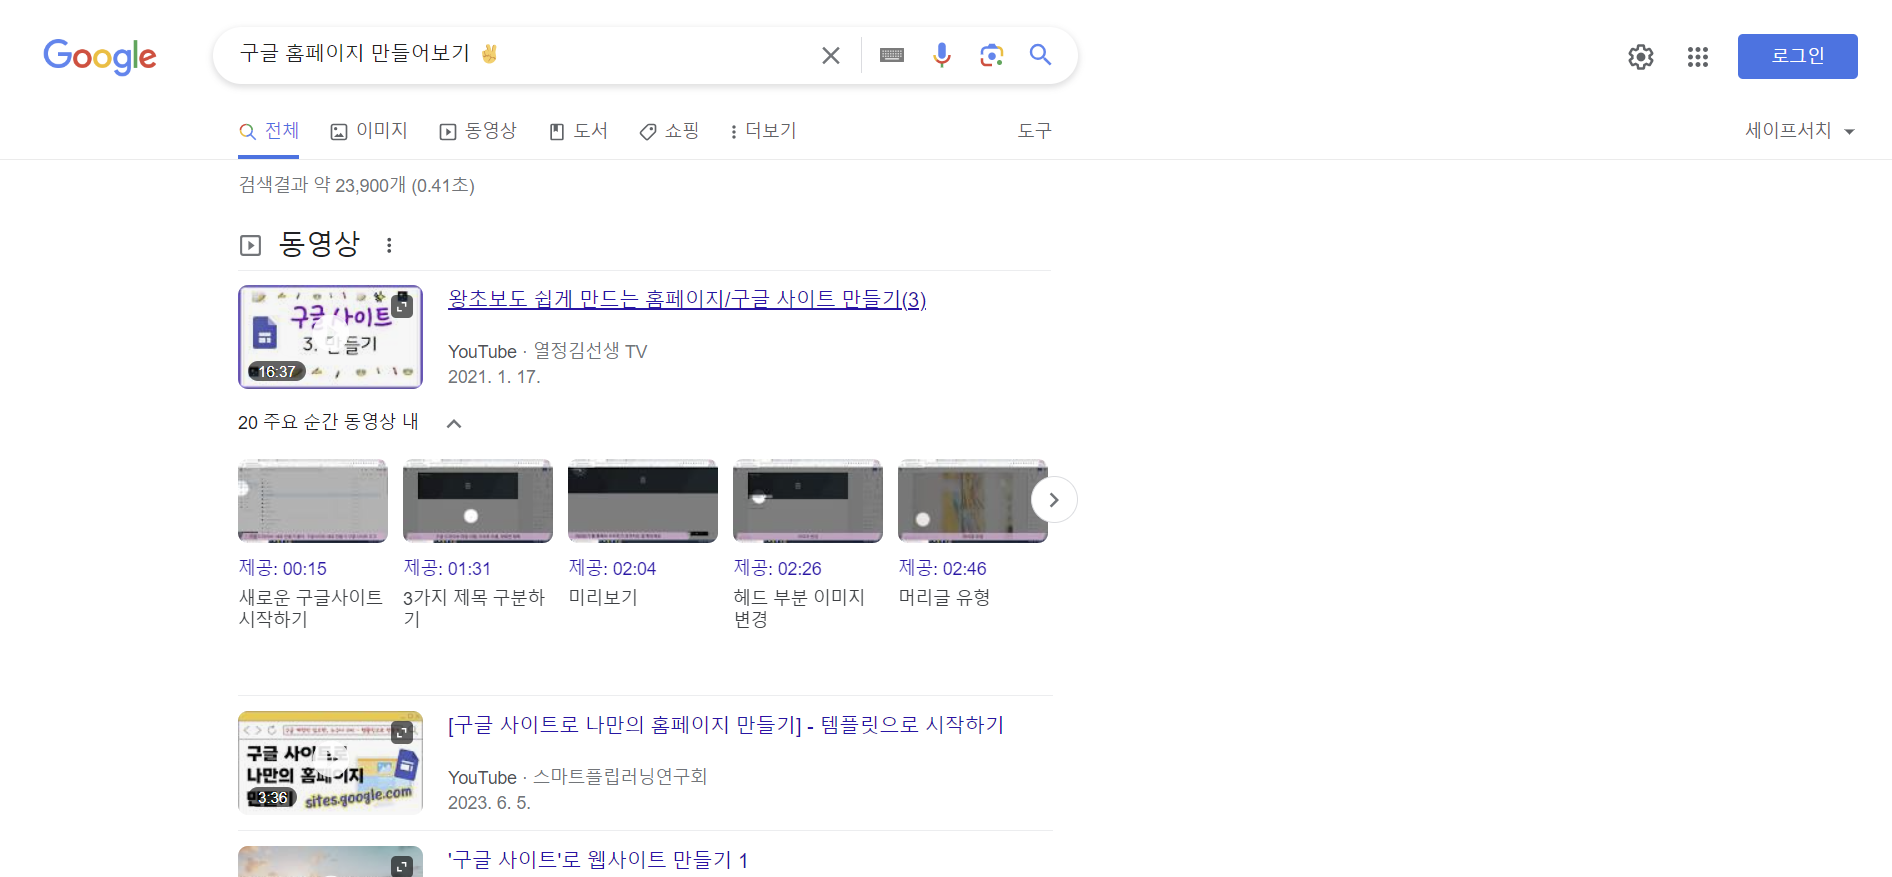 Google
구글 홈페이지 만들어보기 ✌
로그인
전체
이미지
동영상
도서
쇼핑
더보기
도구
세이프서치
검색결과 약 23,900개 (0.41초)
동영상
구글 사이트
3. 만들기
16:37
왕초보도 쉽게 만드는 홈페이지/구글 사이트 만들기(3)
YouTube · 열정김선생 TV
2021. 1. 17.
20 주요 순간 동영상 내
제공: 00:15
새로운 구글사이트
시작하기
제공: 01:31
3가지 제목 구분하
기
제공: 02:04
미리보기
제공: 02:26
헤드 부분 이미지
변경
제공: 02:46
머리글 유형
구글 사이트로
나만의 홈페이지
sites.google.com
3:36
[구글 사이트로 나만의 홈페이지 만들기] - 템플릿으로 시작하기
YouTube · 스마트플립러닝연구회
2023. 6. 5.
'구글 사이트'로 웹사이트 만들기 1